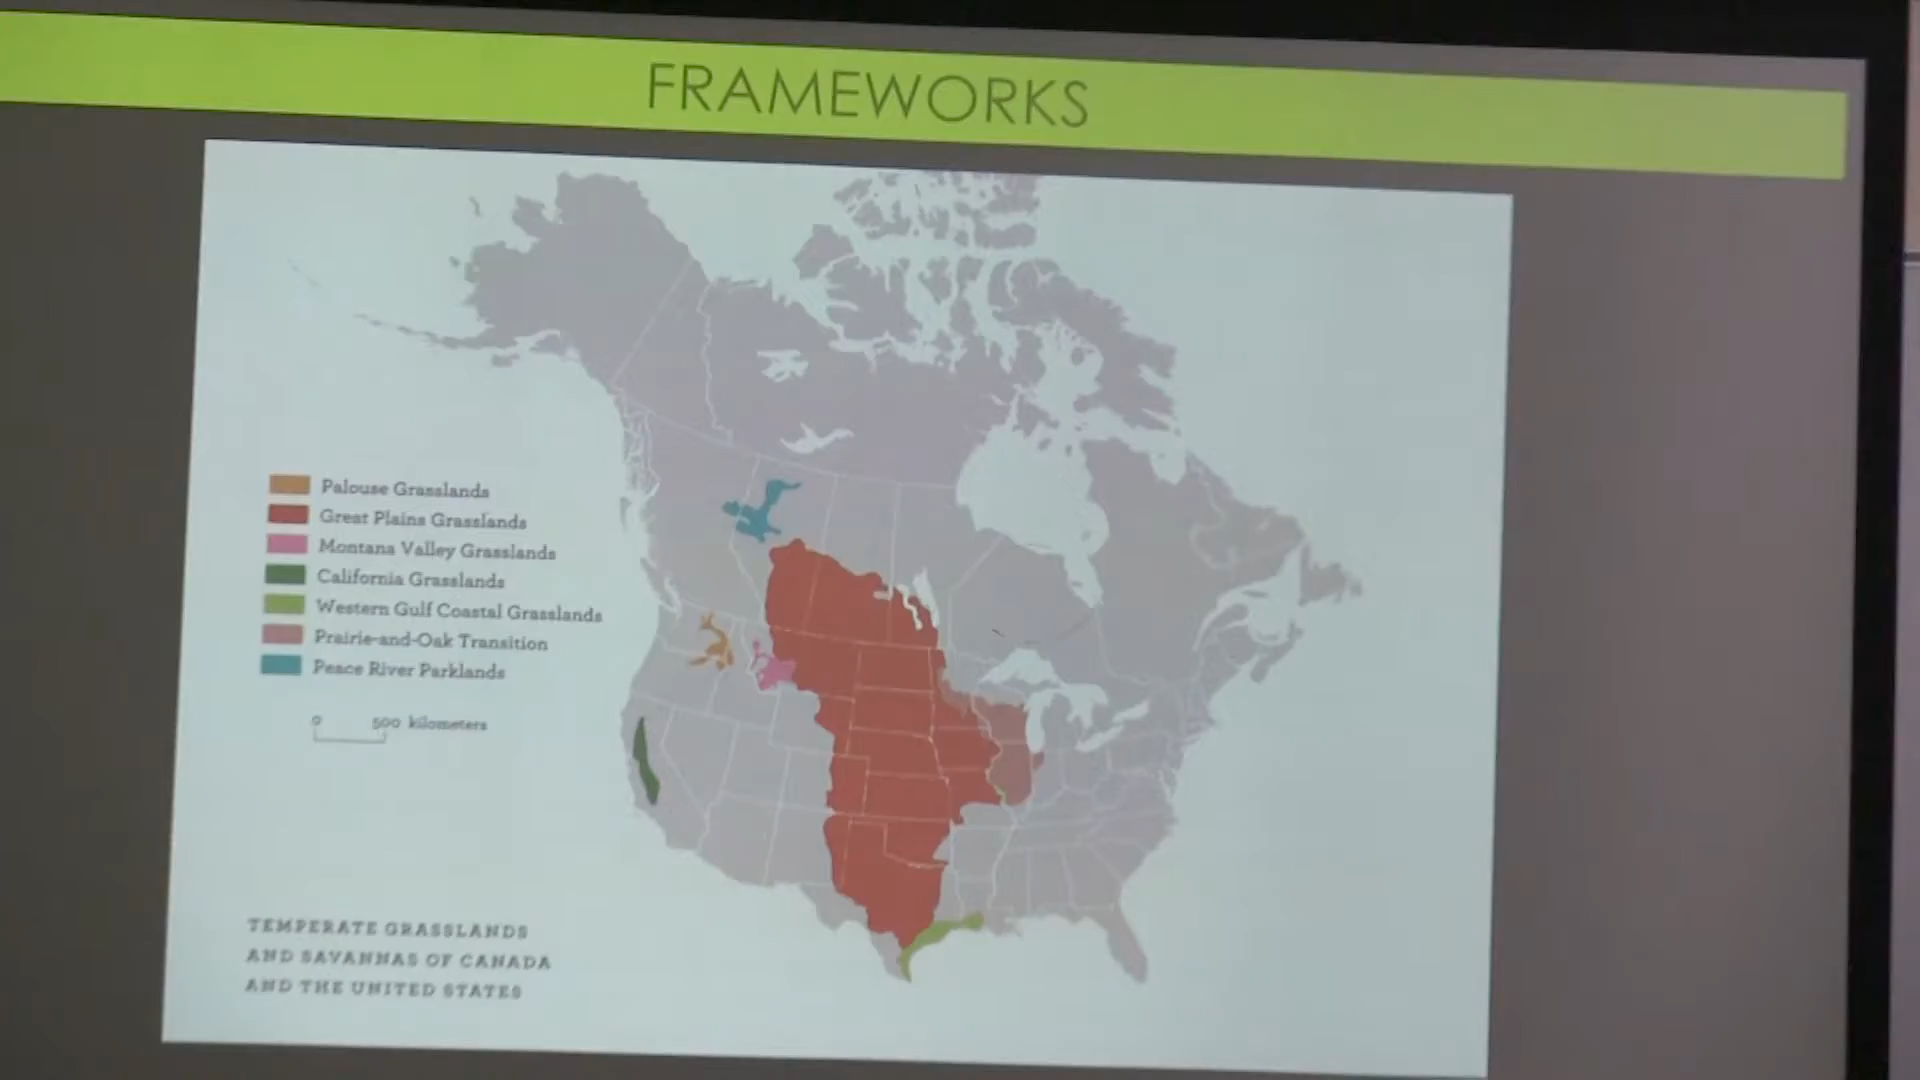 FRAMEWORKS
Palouse Grasslands
Great Plains Grasslands
Montana Valley Grasslands
California Grasslands
Western Gulf Coastal Grasslands
Prairie-and-Oak Transition
Peace River Parklands
0 500 kilometers
TEMPERATE GRASSLANDS
AND SAVANNAS OF CANADA
AND THE UNITED STATES